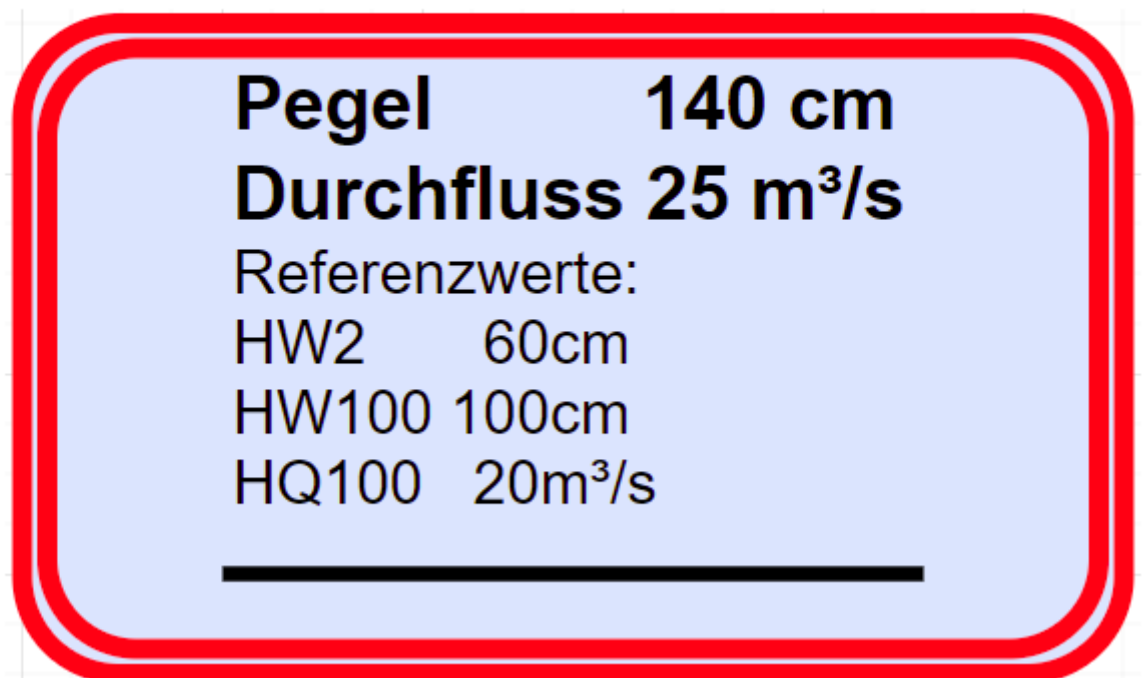 Pegel 140 cm
Durchfluss 25 m³/s
Referenzwerte:
HW2 60cm
HW100 100cm
HQ100 20m³/s